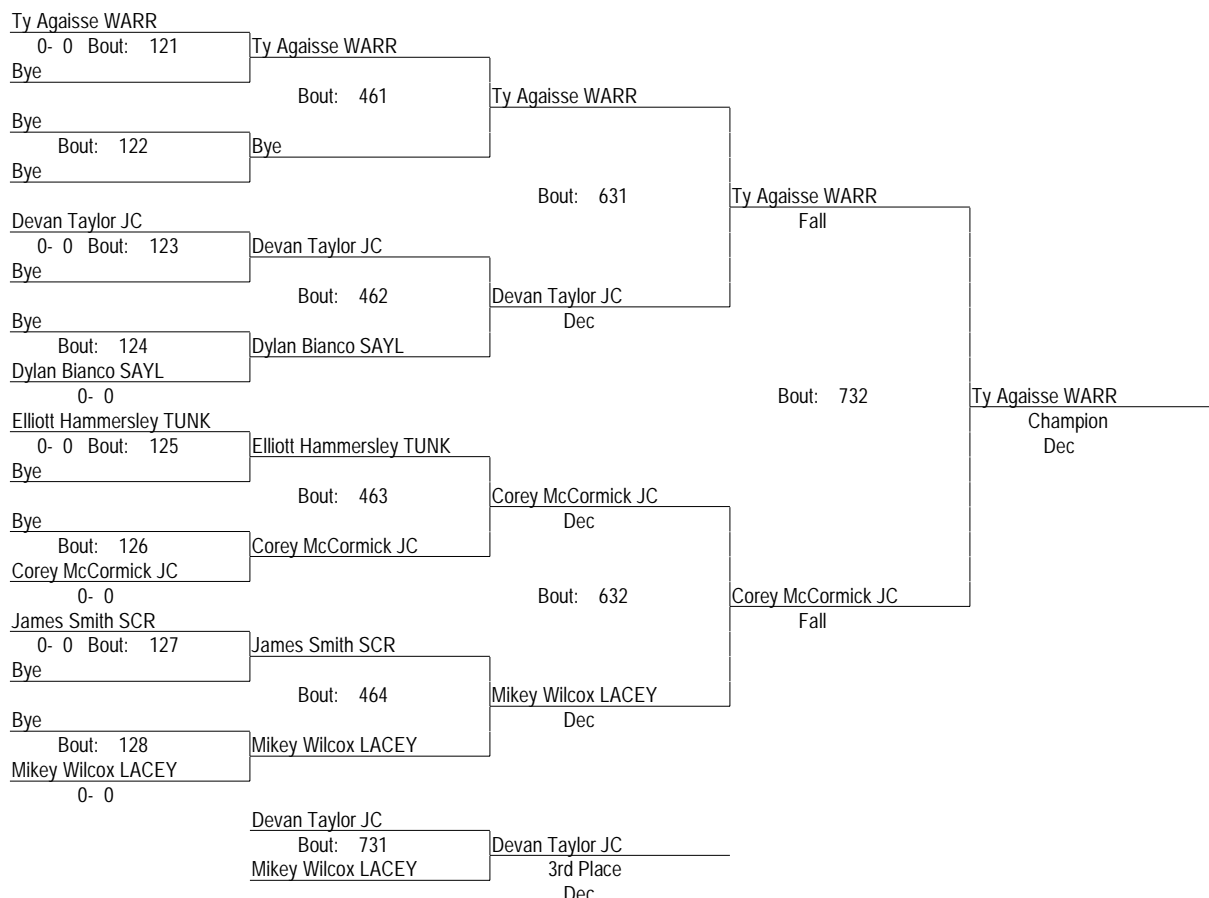 Ty Agaisse WARR
0- 0 Bout: 121
Ty Agaisse WARR
Bye
Bout: 461
Ty Agaisse WARR
Bye
Bout: 122
Bye
Bye
Bout: 631
Ty Agaisse WARR
Fall
Devan Taylor JC
0- 0 Bout: 123
Devan Taylor JC
Bye
Bout: 462
Devan Taylor JC
Dec
Bye
Bout: 124
Dylan Bianco SAYL
Dylan Bianco SAYL
0- 0
Bout: 732
Ty Agaisse WARR
Champion
Dec
Elliott Hammersley TUNK
0- 0 Bout: 125
Elliott Hammersley TUNK
Bye
Bout: 463
Corey McCormick JC
Dec
Bye
Bout: 126
Corey McCormick JC
Corey McCormick JC
0- 0
Bout: 632
Corey McCormick JC
Fall
James Smith SCR
0- 0 Bout: 127
James Smith SCR
Bye
Bout: 464
Mikey Wilcox LACEY
Dec
Bye
Bout: 128
Mikey Wilcox LACEY
Mikey Wilcox LACEY
0- 0
Devan Taylor JC
Bout: 731
Devan Taylor JC
Mikey Wilcox LACEY
3rd Place
Dec